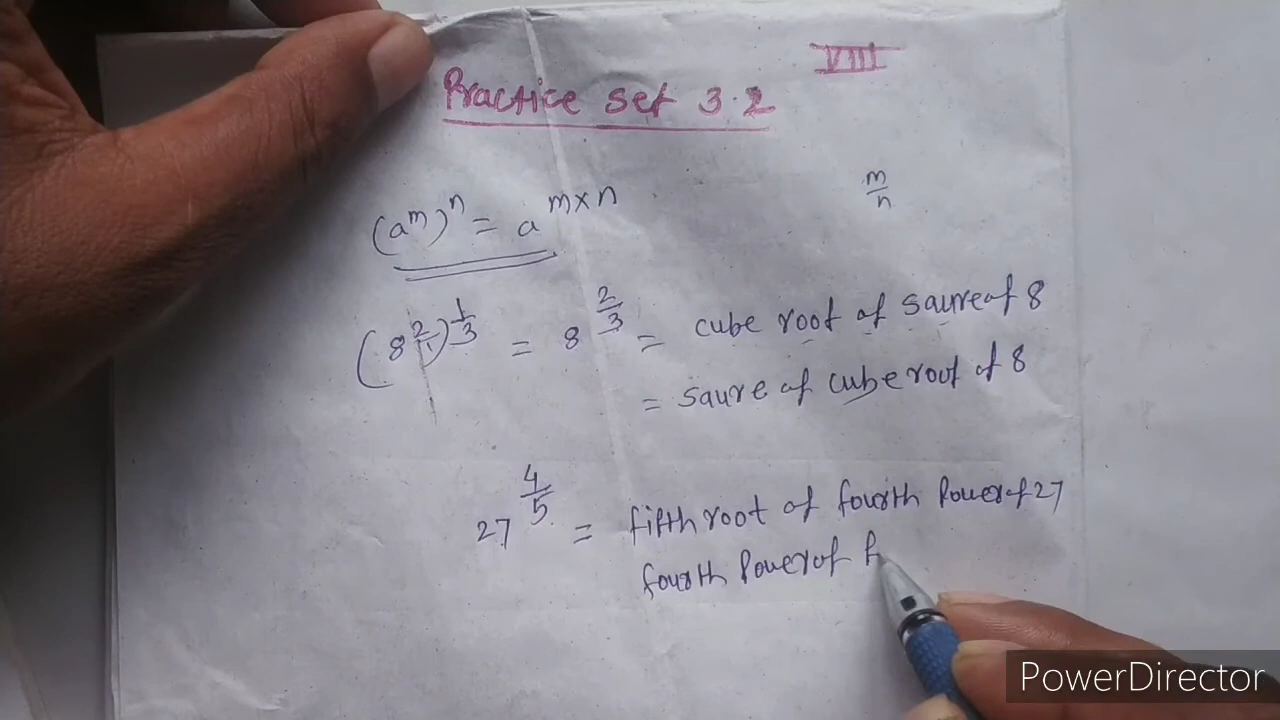 VIII
Practice set 3.2
m/n
(a^m)^n = a^m×n
(8^2/1)^1/3 = 8^2/3 = cube root of saure of 8
= saure of cube root of 8
27^4/5 = fifth root of fourth Power of 27
fourth Power of f
PowerDirector